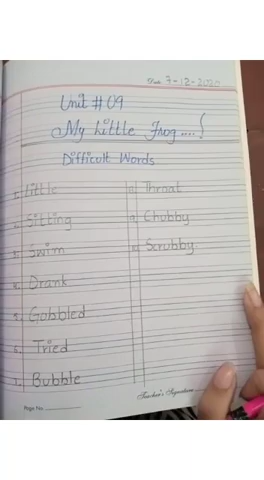 Date 7-12-2020
Unit # 09
My Little Frog....!
Difficult Words
1. Little
2. Sitting
3. Swim
4. Drank
5. Gobbled
6. Tried
7. Bubble
8. Throat
9. Chubby
10. Scrubby
Page No.
Teacher's Signature